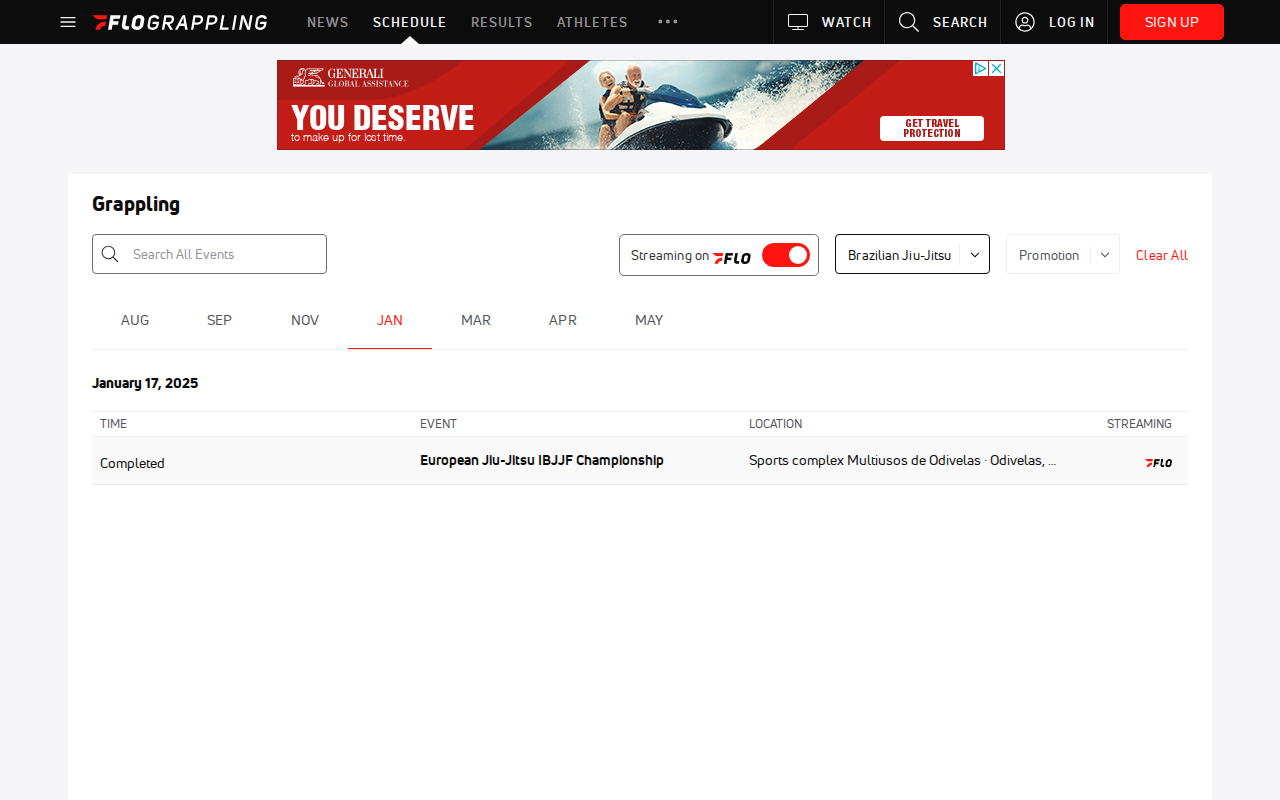 FLOGRAPPLING NEWS SCHEDULE RESULTS ATHLETES WATCH SEARCH LOG IN SIGN UP
GENERALI
GLOBAL ASSISTANCE
YOU DESERVE
to make up for lost time.
GET TRAVEL
PROTECTION
Grappling
Search All Events Streaming on FLO Brazilian Jiu-Jitsu Promotion Clear All
AUG SEP NOV JAN MAR APR MAY
January 17, 2025
TIME EVENT LOCATION STREAMING
Completed European Jiu-Jitsu IBJJF Championship Sports complex Multiusos de Odivelas · Odivelas, ... FLO